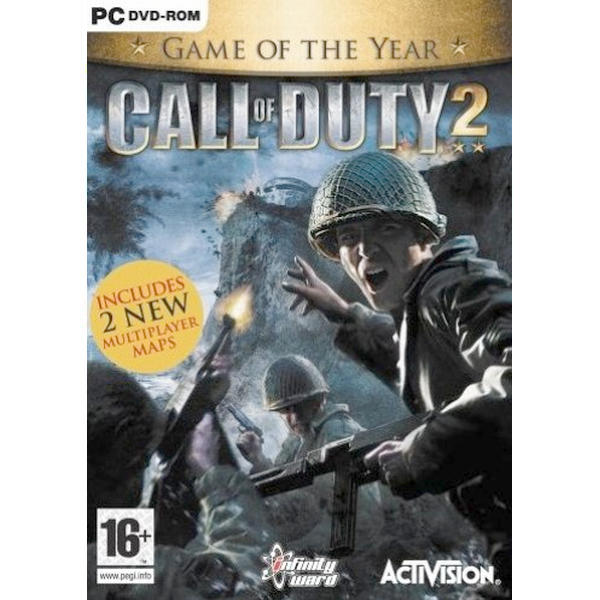 PC DVD-ROM
GAME OF THE YEAR
CALL OF DUTY 2
INCLUDES
2 NEW
MULTIPLAYER
MAPS
16+
www.pegi.info
infinity
ward
ACTIVISION